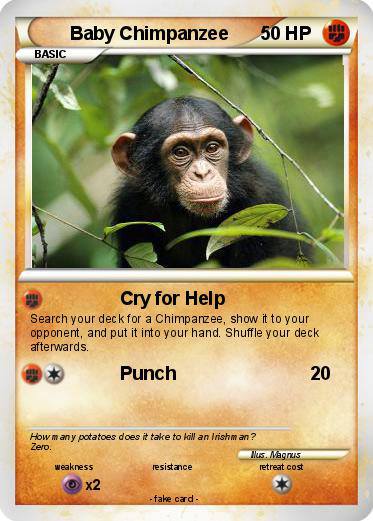 Baby Chimpanzee 50 HP
BASIC
Cry for Help
Search your deck for a Chimpanzee, show it to your
opponent, and put it into your hand. Shuffle your deck
afterwards.
Punch 20
How many potatoes does it take to kill an Irishman?
Zero.
Illus. Magnus
weakness resistance retreat cost
x2
- fake card -